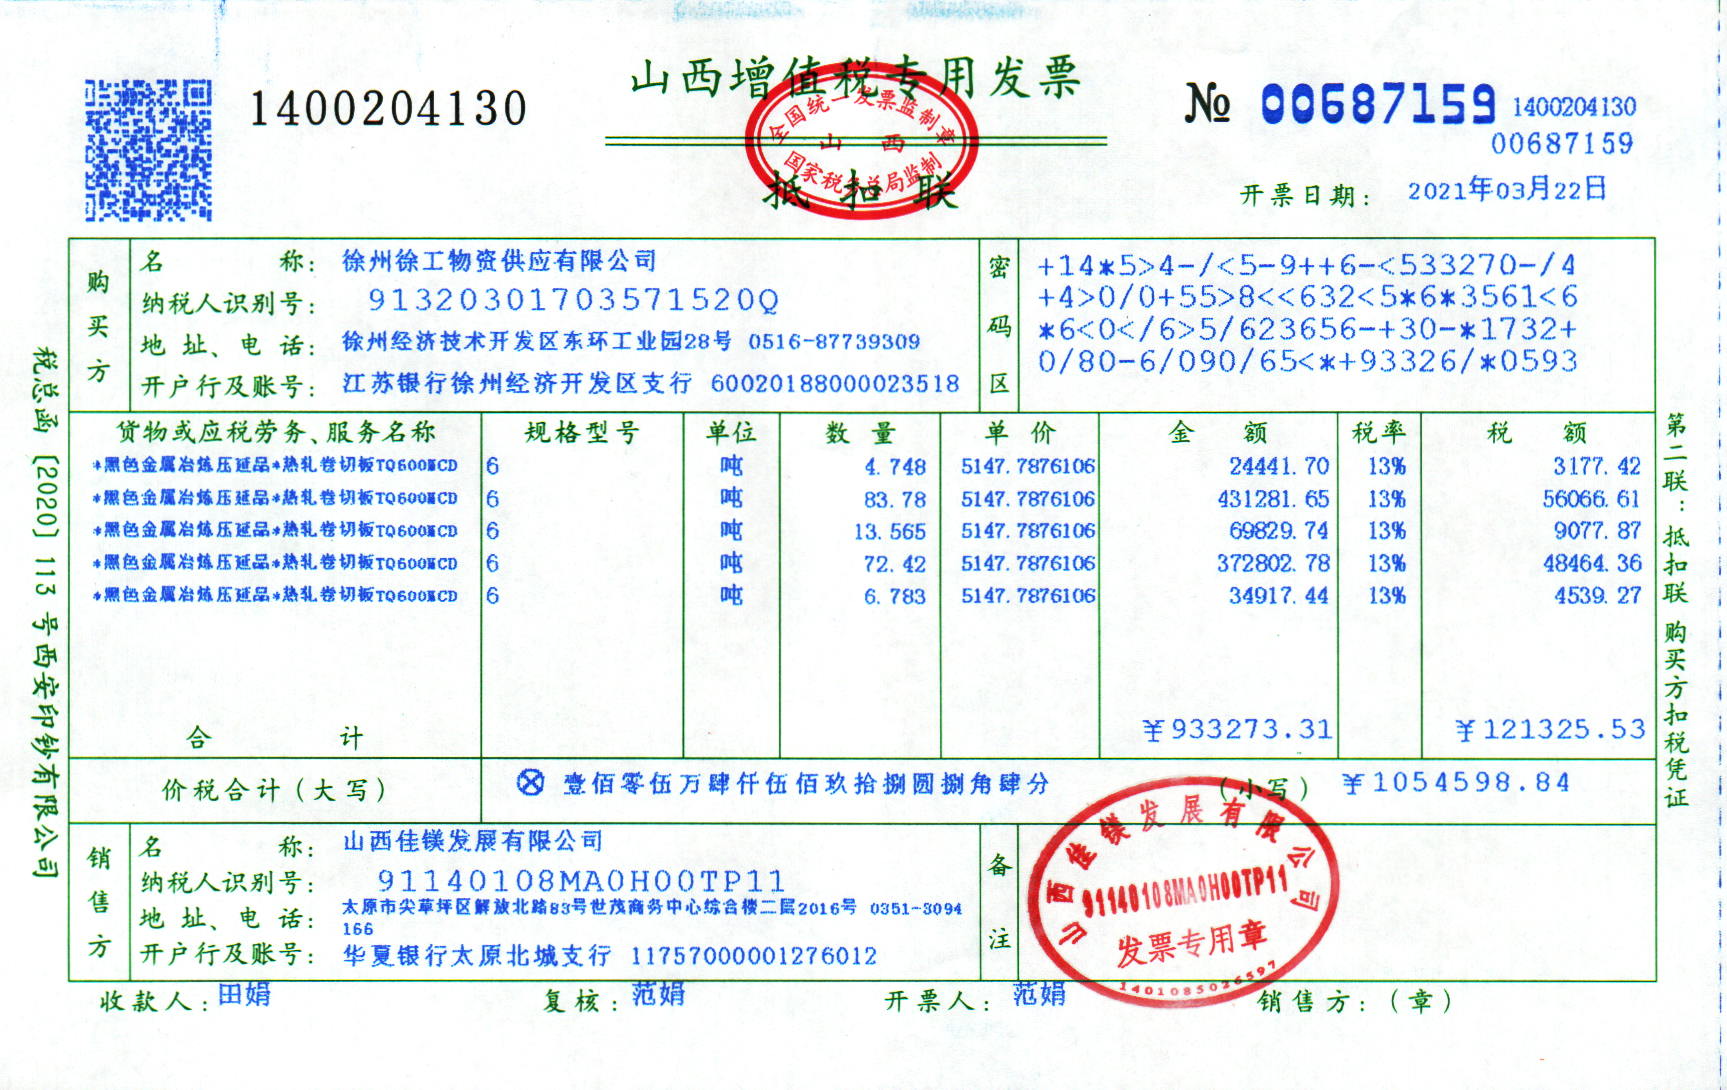 山西增值税专用发票
1400204130
№ 00687159 1400204130
00687159
全国统一发票监制章
山西
国家税务总局监制
抵扣联
开票日期: 2021年03月22日
购买方
名称: 徐州徐工物资供应有限公司
纳税人识别号: 91320301703571520Q
地址、电话: 徐州经济技术开发区东环工业园28号 0516-87739309
开户行及账号: 江苏银行徐州经济开发区支行 60020188000023518
密码区
+14*5>4-/<5-9++6-<533270-/4
+4>0/0+55>8<<632<5*6*3561<6
*6<0</6>5/623656-+30-*1732+
0/80-6/090/65<*+93326/*0593
货物或应税劳务、服务名称 规格型号 单位 数量 单价 金额 税率 税额
*黑色金属冶炼压延品*热轧卷切板TQ600MCD 6 吨 4.748 5147.7876106 24441.70 13% 3177.42
*黑色金属冶炼压延品*热轧卷切板TQ600MCD 6 吨 83.78 5147.7876106 431281.65 13% 56066.61
*黑色金属冶炼压延品*热轧卷切板TQ600MCD 6 吨 13.565 5147.7876106 69829.74 13% 9077.87
*黑色金属冶炼压延品*热轧卷切板TQ600MCD 6 吨 72.42 5147.7876106 372802.78 13% 48464.36
*黑色金属冶炼压延品*热轧卷切板TQ600MCD 6 吨 6.783 5147.7876106 34917.44 13% 4539.27
合计 ¥933273.31 ¥121325.53
价税合计(大写) ⊗壹佰零伍万肆仟伍佰玖拾捌圆捌角肆分 (小写) ¥1054598.84
销售方
名称: 山西佳镁发展有限公司
纳税人识别号: 91140108MA0H00TP11
地址、电话: 太原市尖草坪区解放北路83号世茂商务中心综合楼二层2016号 0351-3094
166
开户行及账号: 华夏银行太原北城支行 11757000001276012
备注
山西佳镁发展有限公司
91140108MA0H00TP11
发票专用章
1401085026597
收款人: 田娟 复核: 范娟 开票人: 范娟 销售方: (章)
税总函〔2020〕113号西安印钞有限公司
第二联: 抵扣联 购买方扣税凭证